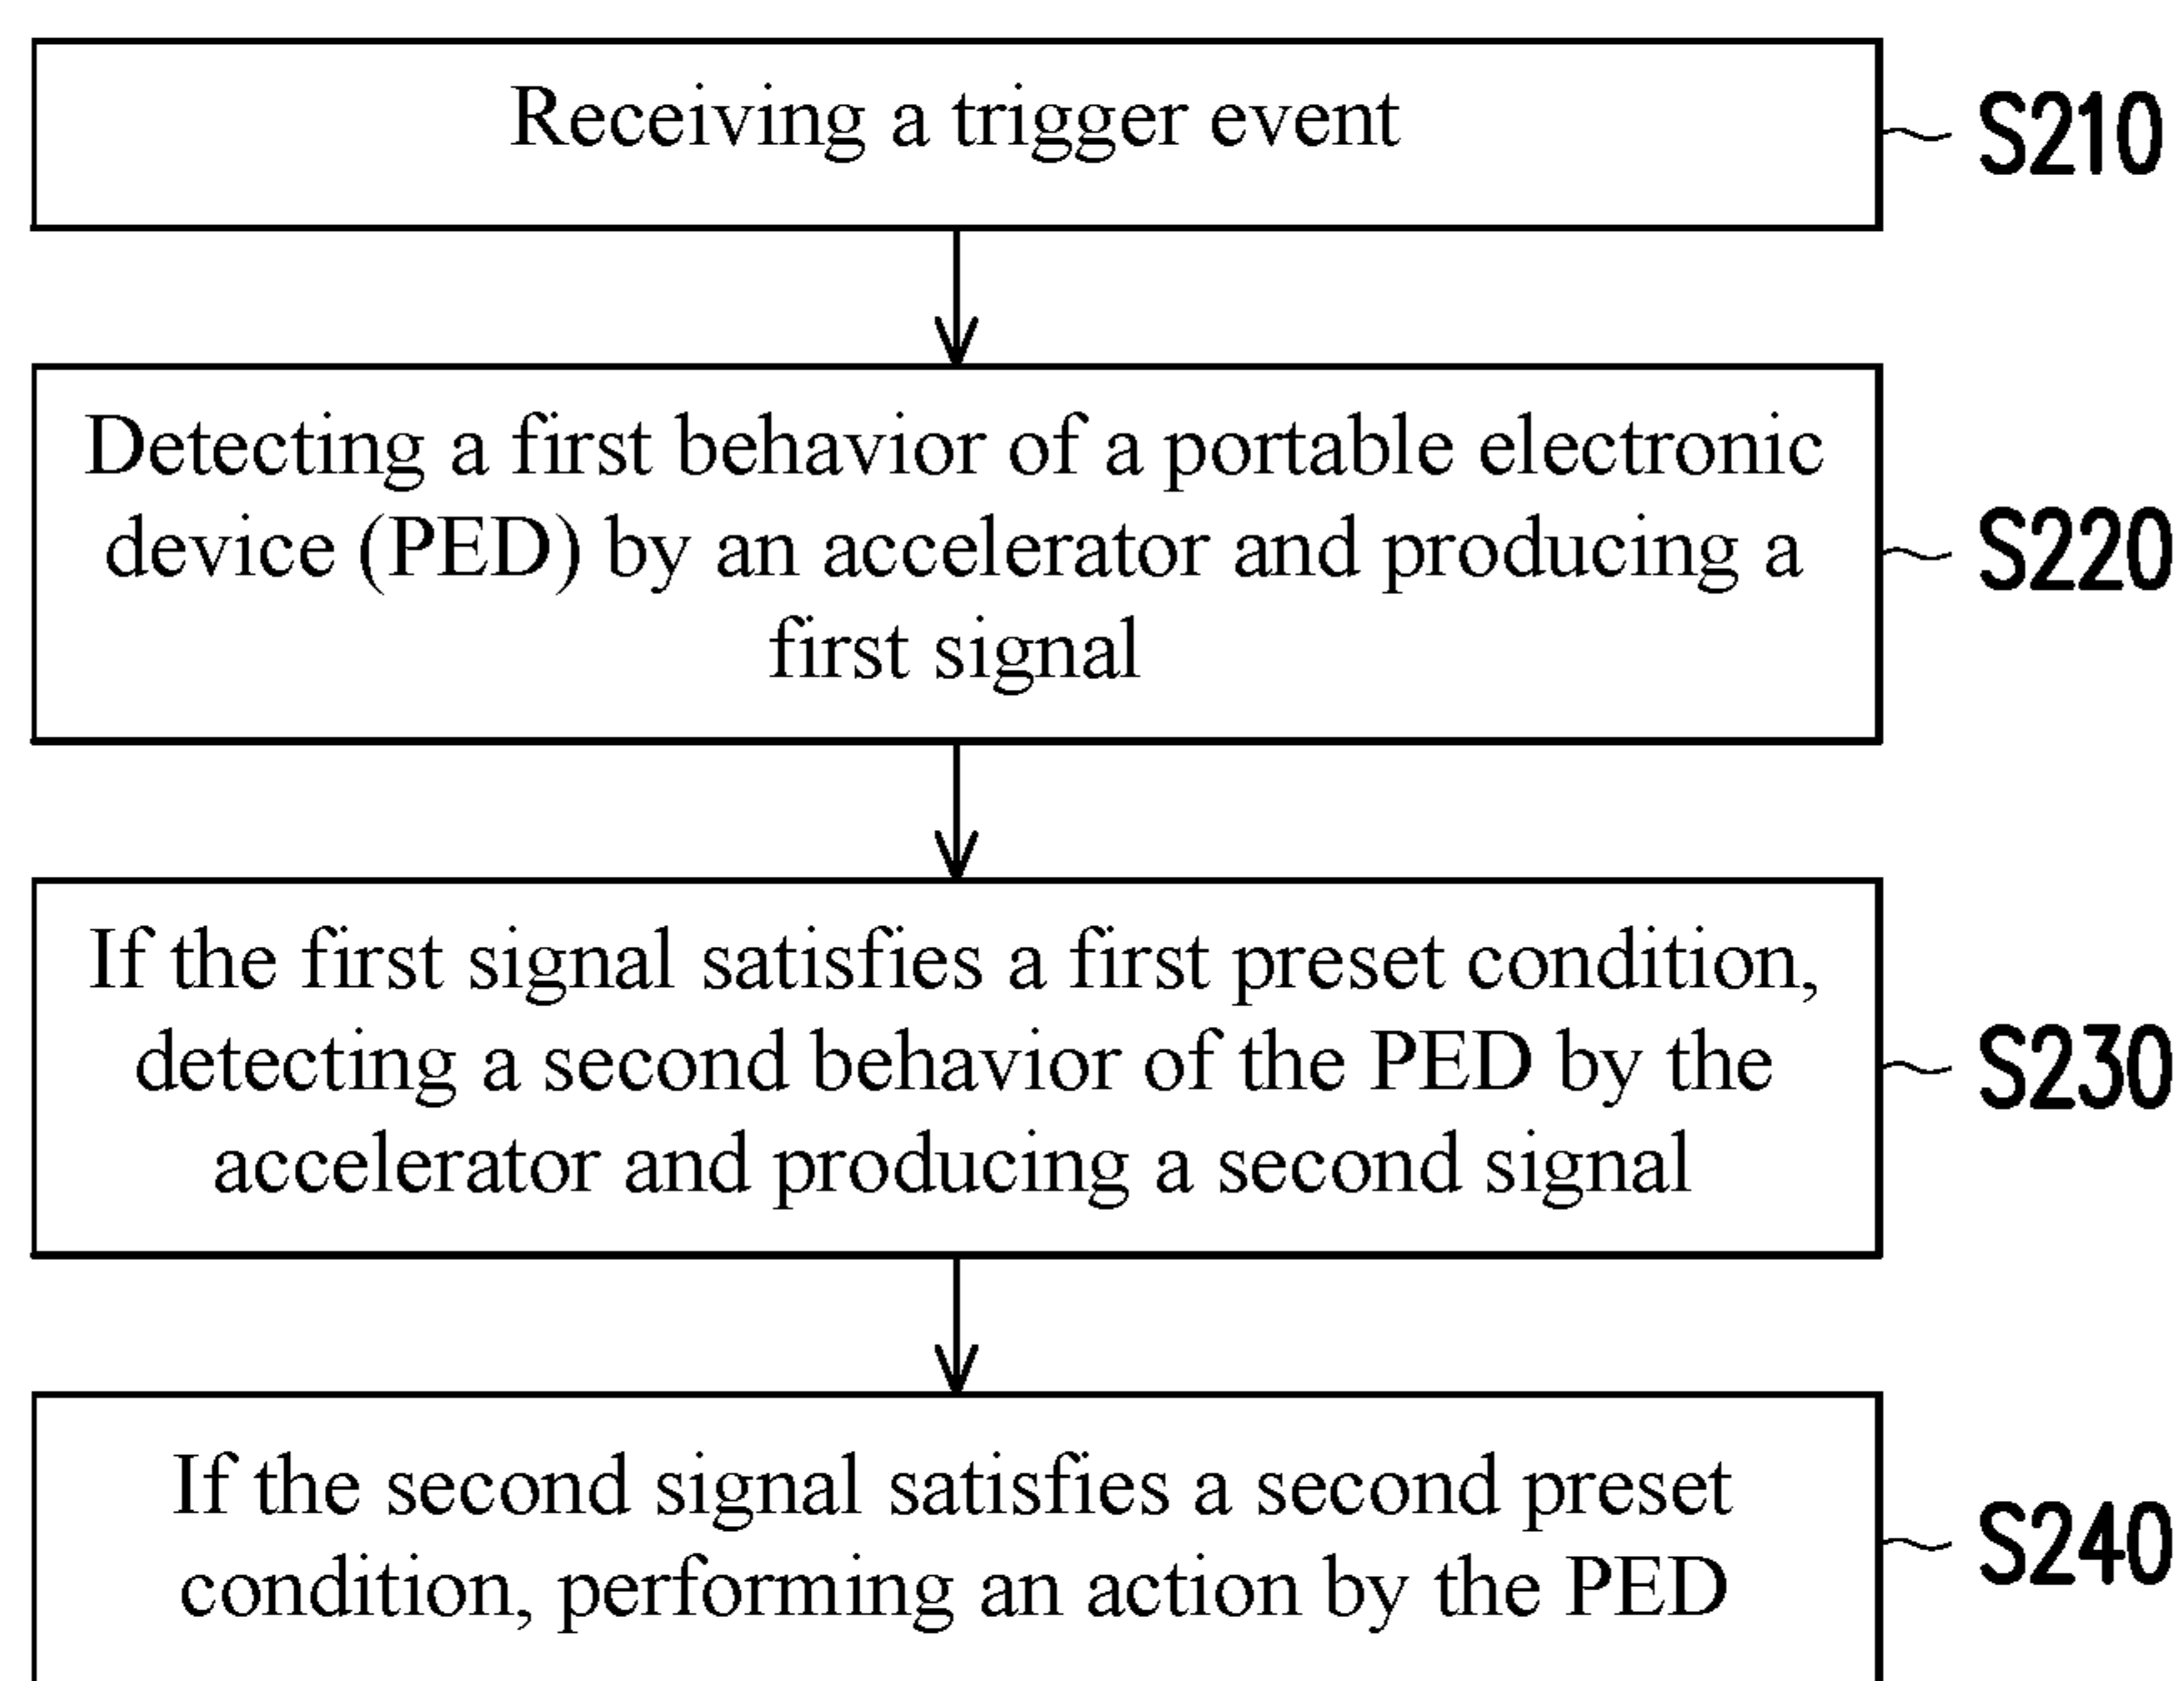 Receiving a trigger event
S210
Detecting a first behavior of a portable electronic
device (PED) by an accelerator and producing a
first signal
S220
If the first signal satisfies a first preset condition,
detecting a second behavior of the PED by the
accelerator and producing a second signal
S230
If the second signal satisfies a second preset
condition, performing an action by the PED
S240